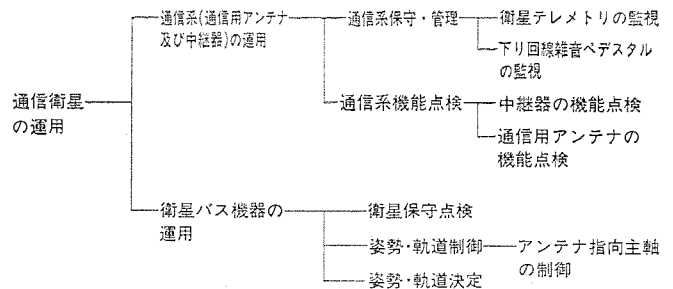 通信衛星
の運用
通信系(通信用アンテナ
及び中継器)の運用
通信系保守・管理
衛星テレメトリの監視
下り回線雑音ペデスタル
の監視
通信系機能点検
中継器の機能点検
通信用アンテナの
機能点検
衛星バス機器の
運用
衛星保守点検
姿勢・軌道制御
アンテナ指向主軸
の制御
姿勢・軌道決定